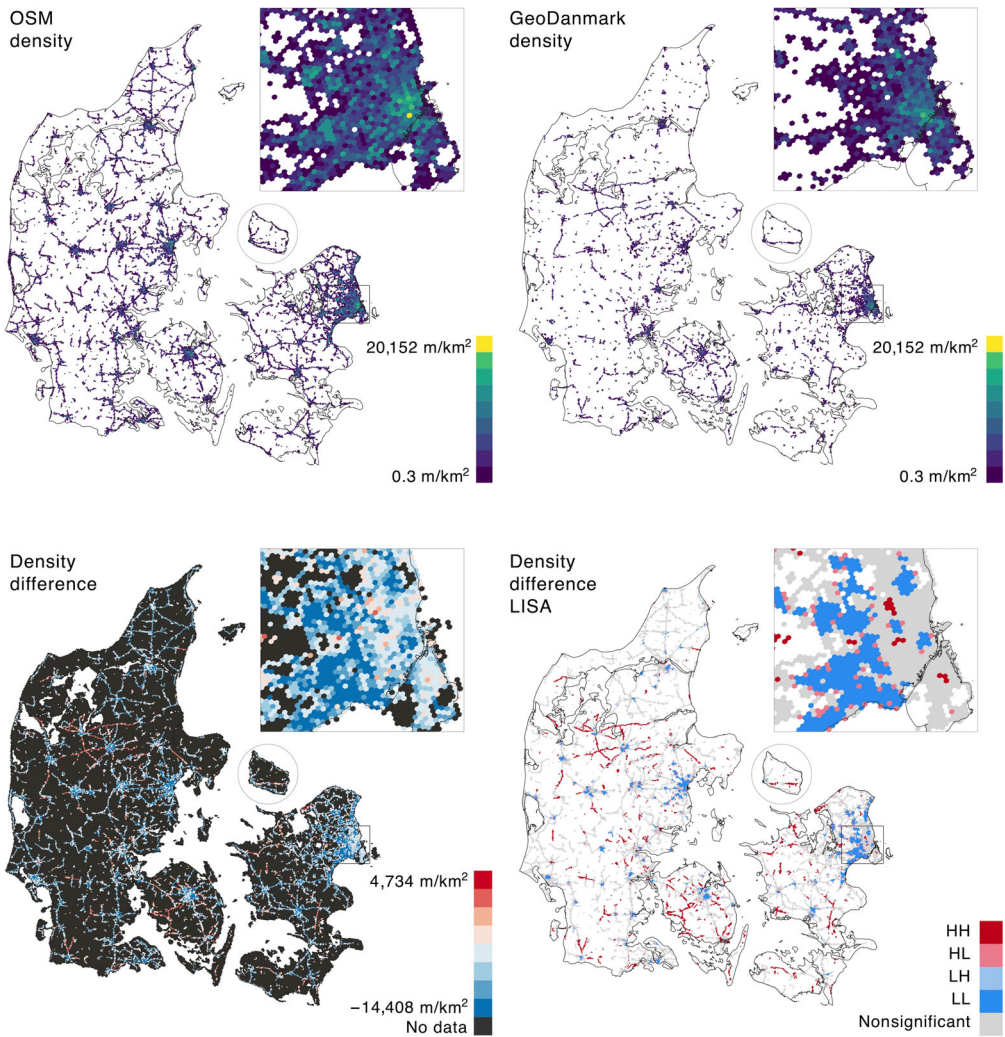 OSM
density
20,152 m/km²
0.3 m/km²
GeoDanmark
density
20,152 m/km²
0.3 m/km²
Density
difference
4,734 m/km²
−14,408 m/km²
No data
Density
difference
LISA
HH
HL
LH
LL
Nonsignificant